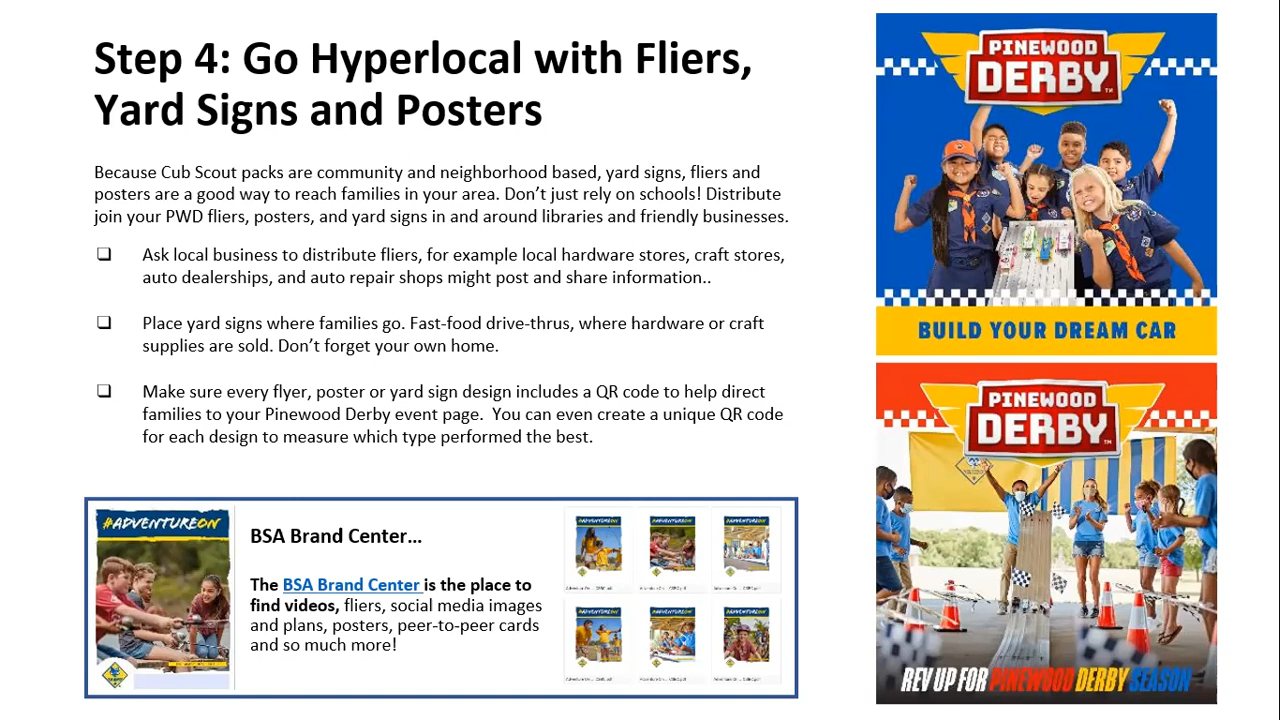 Step 4: Go Hyperlocal with Fliers,
Yard Signs and Posters
Because Cub Scout packs are community and neighborhood based, yard signs, fliers and
posters are a good way to reach families in your area. Don't just rely on schools! Distribute
join your PWD fliers, posters, and yard signs in and around libraries and friendly businesses.
Ask local business to distribute fliers, for example local hardware stores, craft stores,
auto dealerships, and auto repair shops might post and share information..
Place yard signs where families go. Fast-food drive-thrus, where hardware or craft
supplies are sold. Don't forget your own home.
Make sure every flyer, poster or yard sign design includes a QR code to help direct
families to your Pinewood Derby event page. You can even create a unique QR code
for each design to measure which type performed the best.
#ADVENTUREON
BSA Brand Center...
The BSA Brand Center is the place to
find videos, fliers, social media images
and plans, posters, peer-to-peer cards
and so much more!
#ADVENTUREON
#ADVENTUREON
#ADVENTUREON
#ADVENTUREON
#ADVENTUREON
#ADVENTUREON
PINEWOOD
DERBY™
BUILD YOUR DREAM CAR
PINEWOOD
DERBY™
REV UP FOR PINEWOOD DERBY SEASON